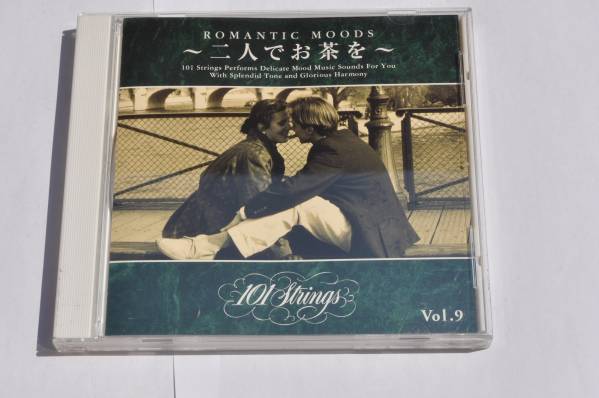 ROMANTIC MOODS
～二人でお茶を～
101 Strings Performs Delicate Mood Music Sounds For You
With Splendid Tone and Glorious Harmony
101 Strings
Vol.9